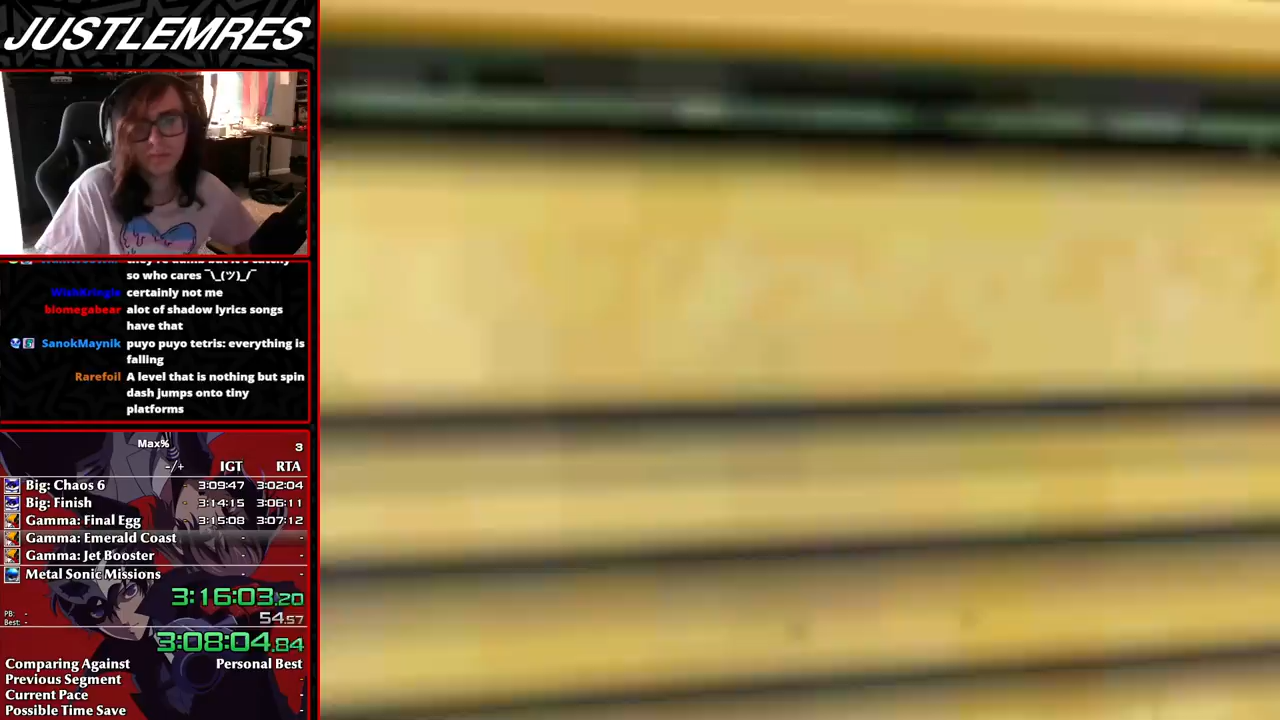 JUSTLEMRES
so who cares ¯\_(ツ)_/¯
WishKringle certainly not me
biomegabear alot of shadow lyrics songs
have that
SanokMaynik puyo puyo tetris: everything is
falling
Rarefoil A level that is nothing but spin
dash jumps onto tiny
platforms
Max% 3
-/+ IGT RTA
Big: Chaos 6 - 3:09:47 3:02:04
Big: Finish - 3:14:15 3:06:11
Gamma: Final Egg 3:15:08 3:07:12
Gamma: Emerald Coast - -
Gamma: Jet Booster - -
Metal Sonic Missions - -
3:16:03.20
PB: -
Best: - 54.57
3:08:04.84
Comparing Against Personal Best
Previous Segment -
Current Pace -
Possible Time Save -